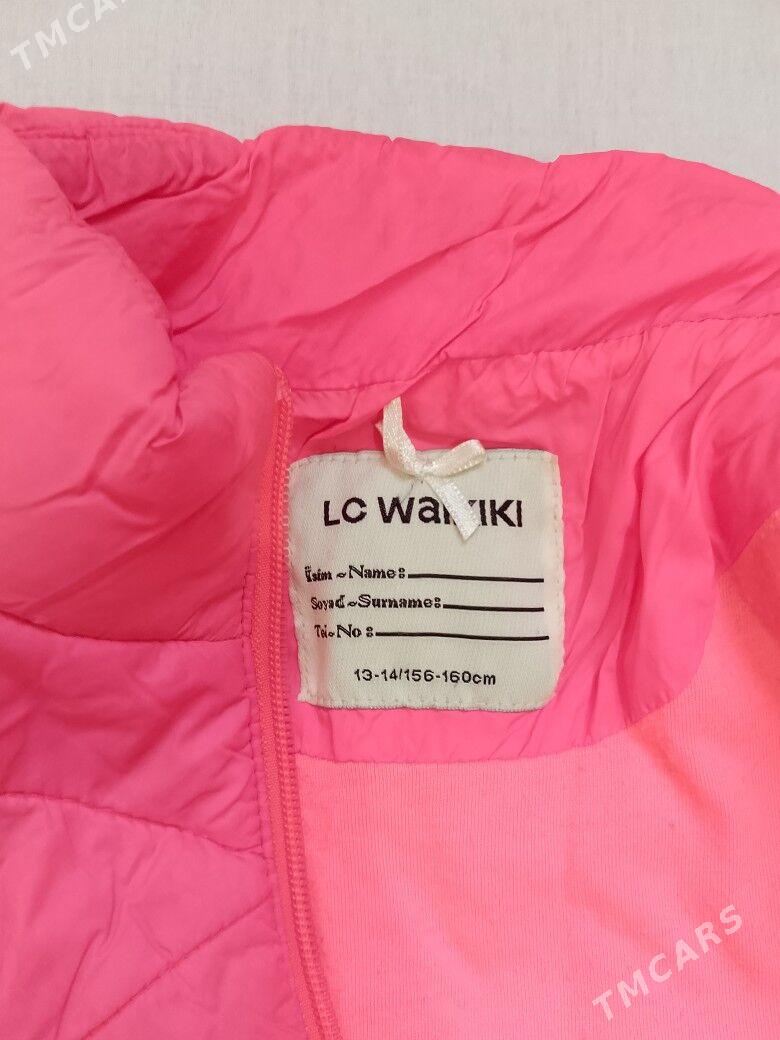 TMCARS
LC WaIKIKI
İsim ~Name:
Soyad~Surname:
Tel~No :
13-14/156-160cm
TMCARS